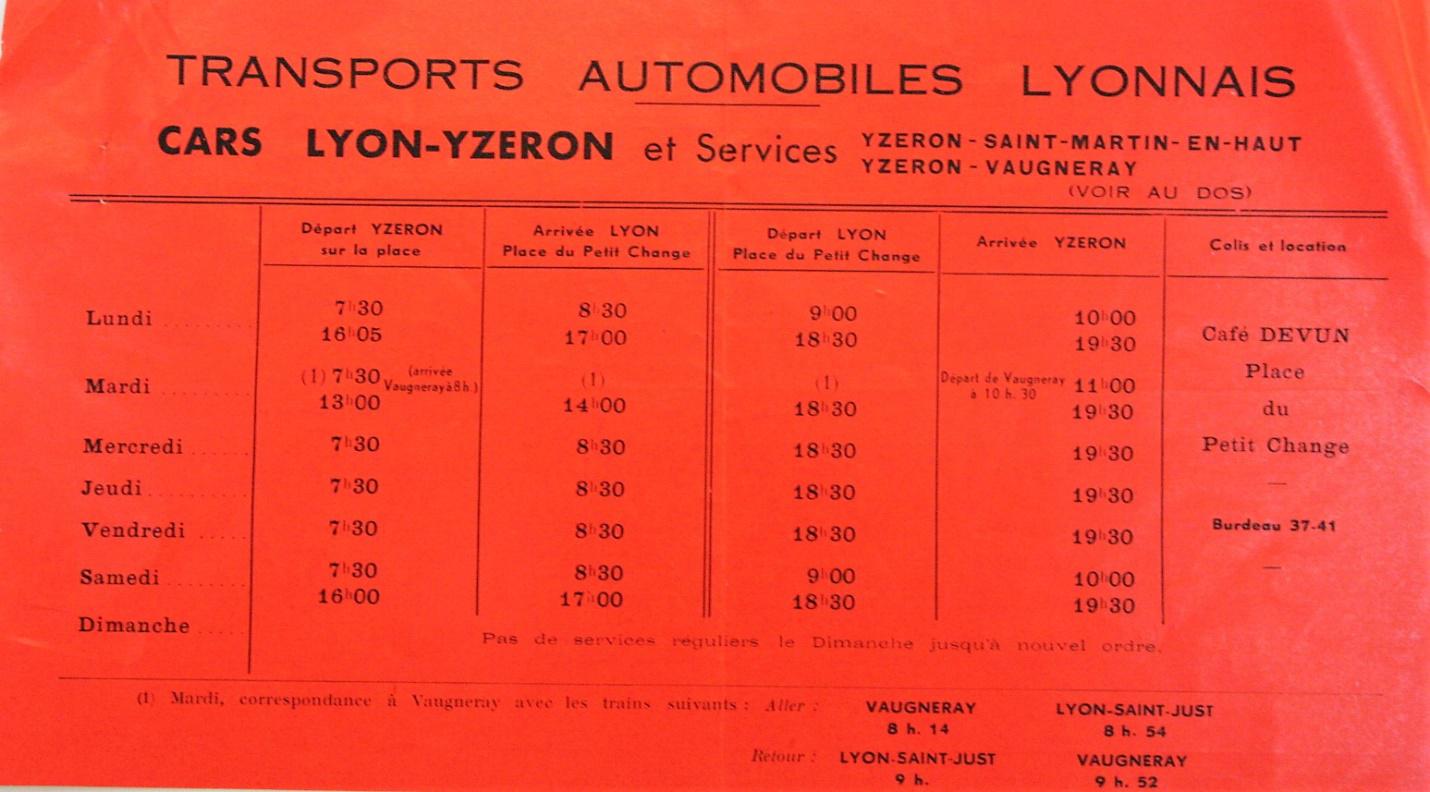 TRANSPORTS AUTOMOBILES LYONNAIS
CARS LYON-YZERON et Services YZERON - SAINT-MARTIN-EN-HAUT
YZERON - VAUGNERAY
(VOIR AU DOS)
Départ YZERON sur la place | Arrivée LYON Place du Petit Change | Départ LYON Place du Petit Change | Arrivée YZERON | Colis et location
Lundi ......... 7h30 8h30 9h00 10h00
16h05 17h00 18h30 19h30 Café DEVUN
Mardi ......... (1) 7h30 (arrivée Vaugneray à 8 h.) (1) (1) Départ de Vaugneray à 10 h. 30 11h00 Place
13h00 14h00 18h30 19h30 du
Mercredi ...... 7h30 8h30 18h30 19h30 Petit Change
Jeudi .......... 7h30 8h30 18h30 19h30 —
Vendredi ..... 7h30 8h30 18h30 19h30 Burdeau 37-41
Samedi ........ 7h30 8h30 9h00 10h00 —
16h00 17h00 18h30 19h30
Dimanche .....
Pas de services réguliers le Dimanche jusqu'à nouvel ordre.
(1) Mardi, correspondance à Vaugneray avec les trains suivants : Aller : VAUGNERAY LYON-SAINT-JUST
8 h. 14 8 h. 54
Retour : LYON-SAINT-JUST VAUGNERAY
9 h. 9 h. 52